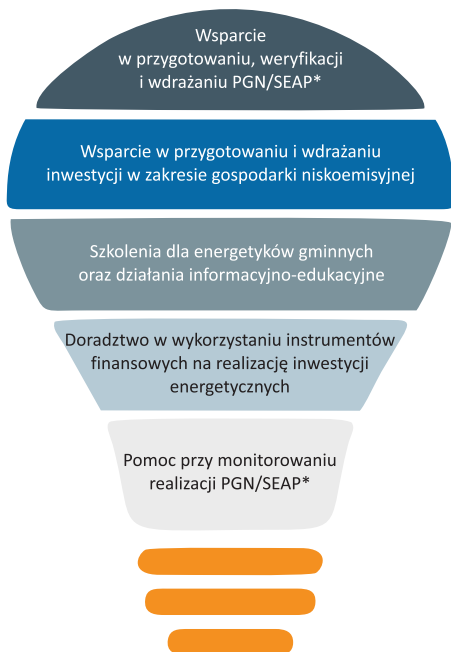 Wsparcie
w przygotowaniu, weryfikacji
i wdrażaniu PGN/SEAP*
Wsparcie w przygotowaniu i wdrażaniu
inwestycji w zakresie gospodarki niskoemisyjnej
Szkolenia dla energetyków gminnych
oraz działania informacyjno-edukacyjne
Doradztwo w wykorzystaniu instrumentów
finansowych na realizację inwestycji
energetycznych
Pomoc przy monitorowaniu
realizacji PGN/SEAP*